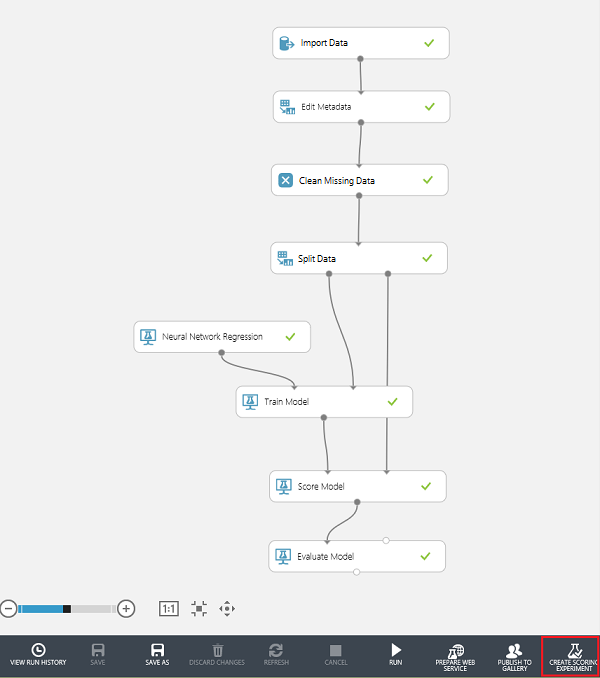 Import Data
Edit Metadata
Clean Missing Data
Split Data
Neural Network Regression
Train Model
Score Model
Evaluate Model
1:1
VIEW RUN HISTORY
SAVE
SAVE AS
DISCARD CHANGES
REFRESH
CANCEL
RUN
PREPARE WEB
SERVICE
PUBLISH TO
GALLERY
CREATE SCORING
EXPERIMENT